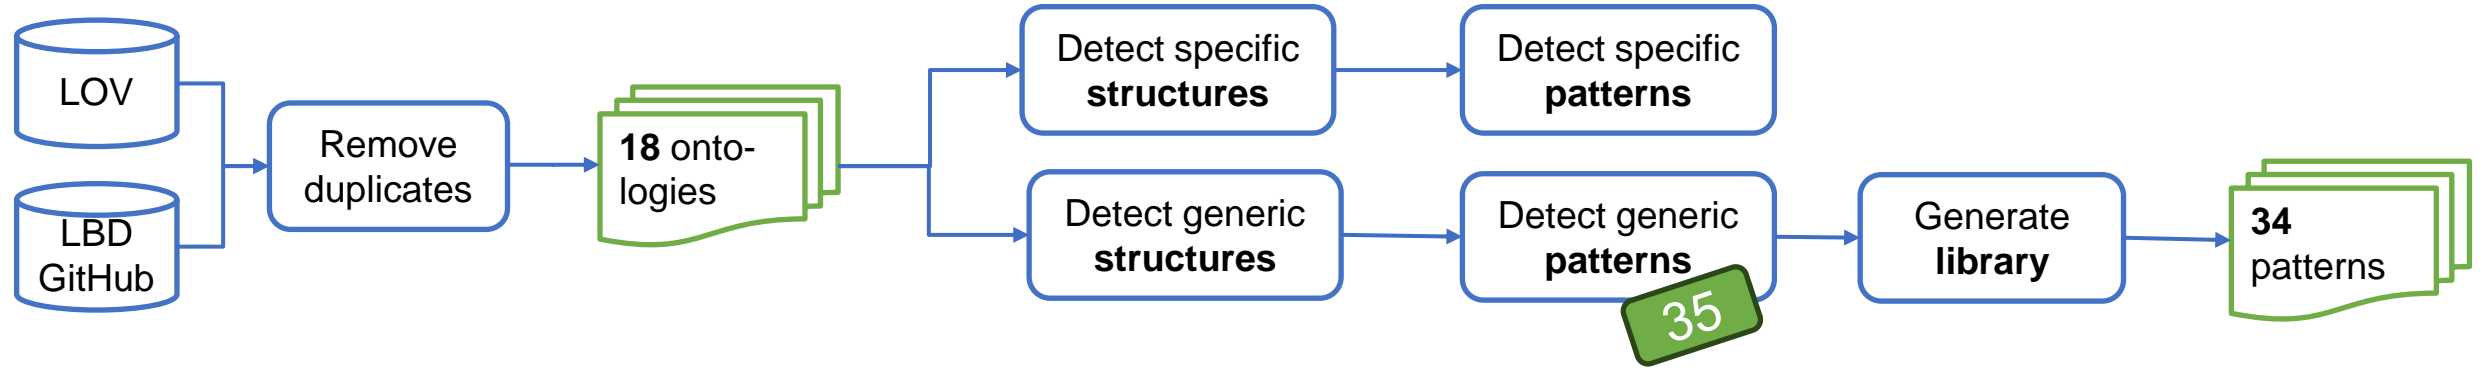 LOV
LBD
GitHub
Remove
duplicates
18 onto-
logies
Detect specific
structures
Detect specific
patterns
Detect generic
structures
Detect generic
patterns
35
Generate
library
34
patterns